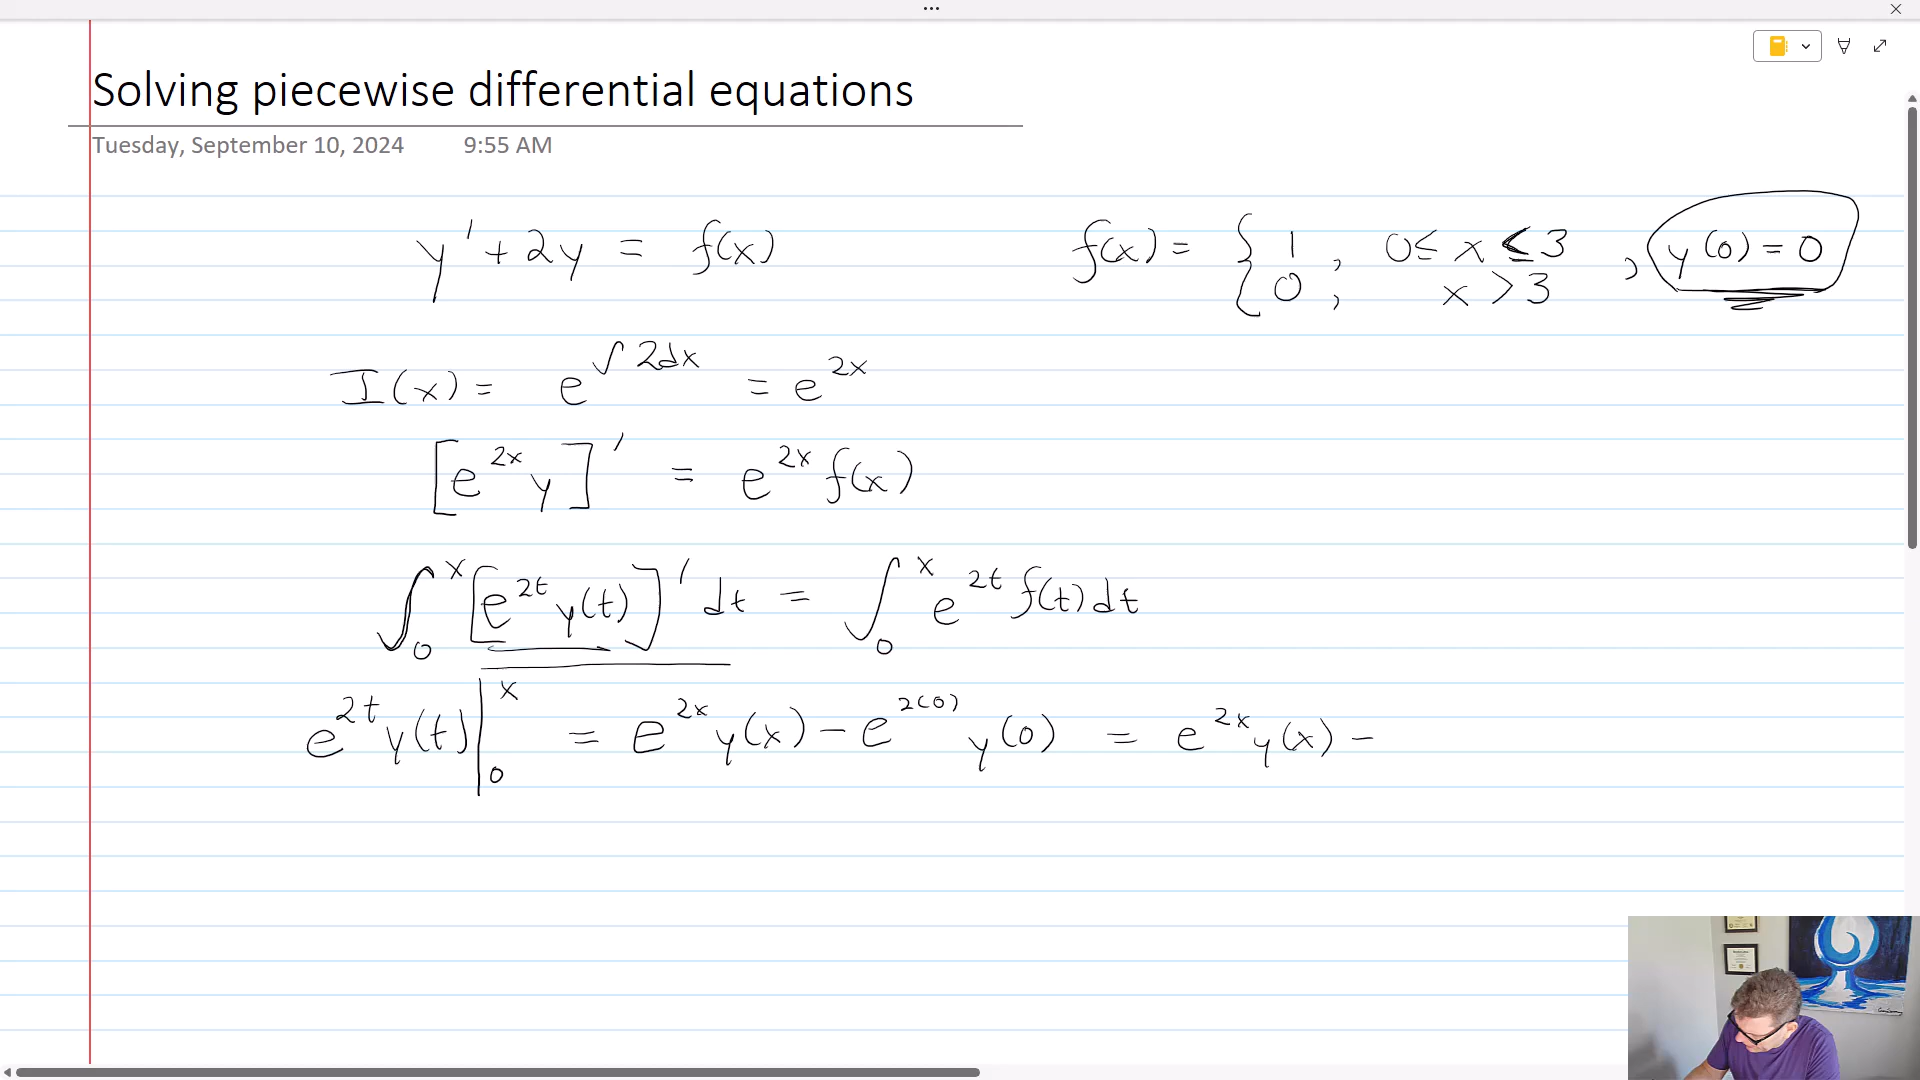 Solving piecewise differential equations
Tuesday, September 10, 2024 9:55 AM
y' + 2y = f(x) f(x) = { 1 , 0 ≤ x ≤ 3 , y(0) = 0
0 , x > 3
I(x) = e^∫2dx = e^2x
[e^2x y]' = e^2x f(x)
∫_0^x [e^2t y(t)]' dt = ∫_0^x e^2t f(t) dt
e^2t y(t) |_0^x = e^2x y(x) - e^2(0) y(0) = e^2x y(x) -